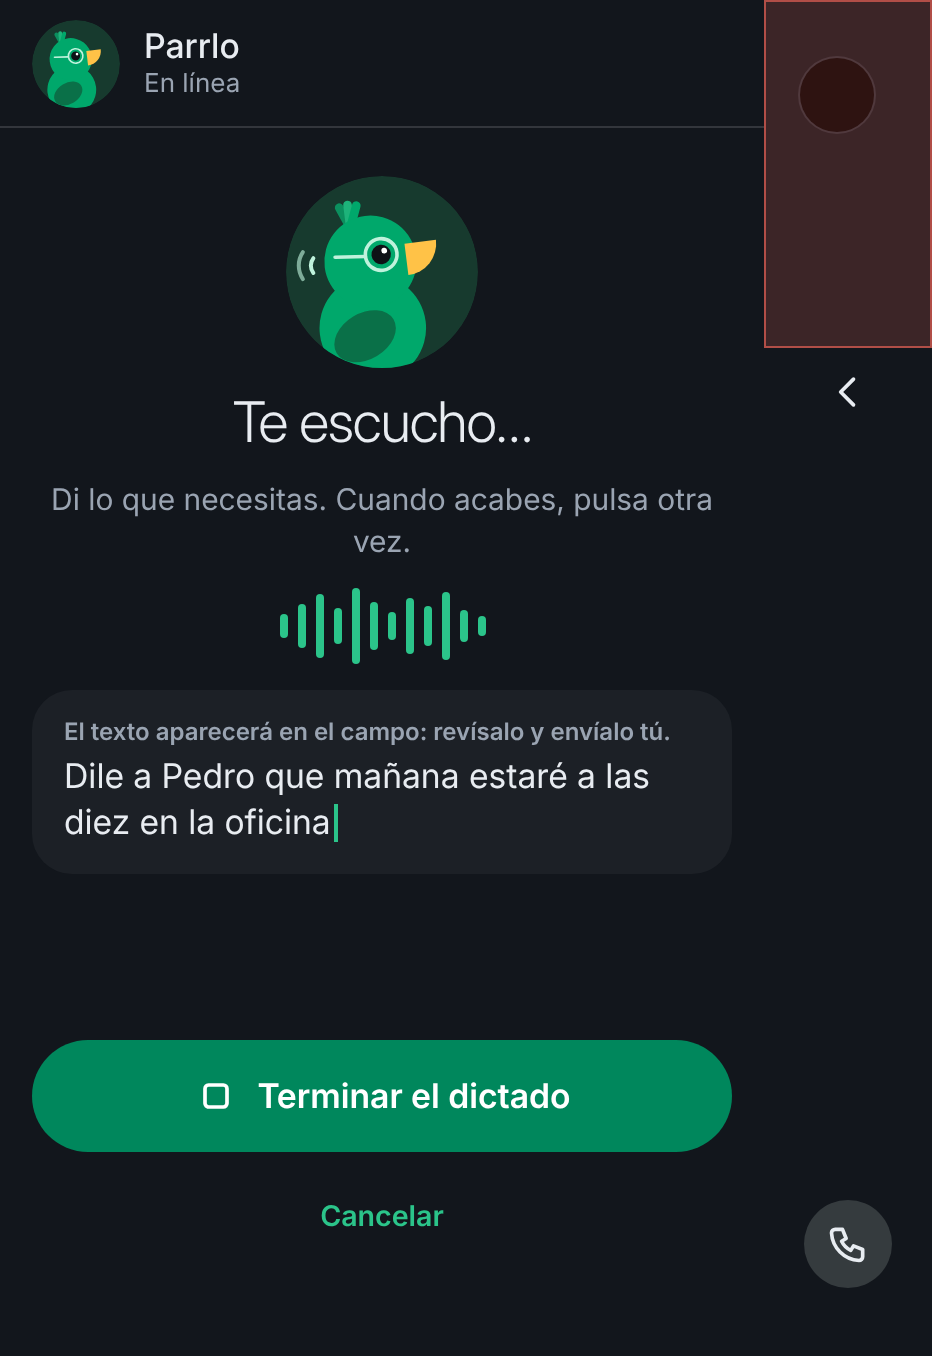 Parrlo
En línea
Te escucho...
Di lo que necesitas. Cuando acabes, pulsa otra
vez.
El texto aparecerá en el campo: revísalo y envíalo tú.
Dile a Pedro que mañana estaré a las
diez en la oficina
Terminar el dictado
Cancelar